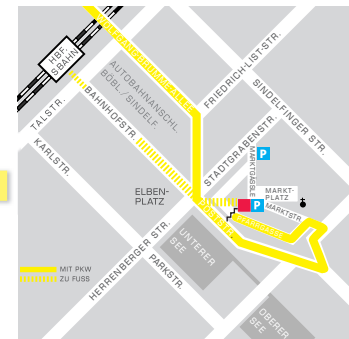 HBF.
S.BAHN
TALSTR.
KARLSTR.
BAHNHOFSTR.
AUTOBAHNANSCHL.
BÖBL./SINDELF.
FRIEDRICH-LIST-STR.
SINDELFINGER STR.
STADTGRABENSTR.
MARKTGÄSSLE
P
ELBEN-
PLATZ
P
MARKT-
PLATZ
MARKTSTR.
POSTSTR.
HERRENBERGER STR.
UNTERER
SEE
PARKSTR.
OBERER
SEE
MIT PKW
ZU FUSS